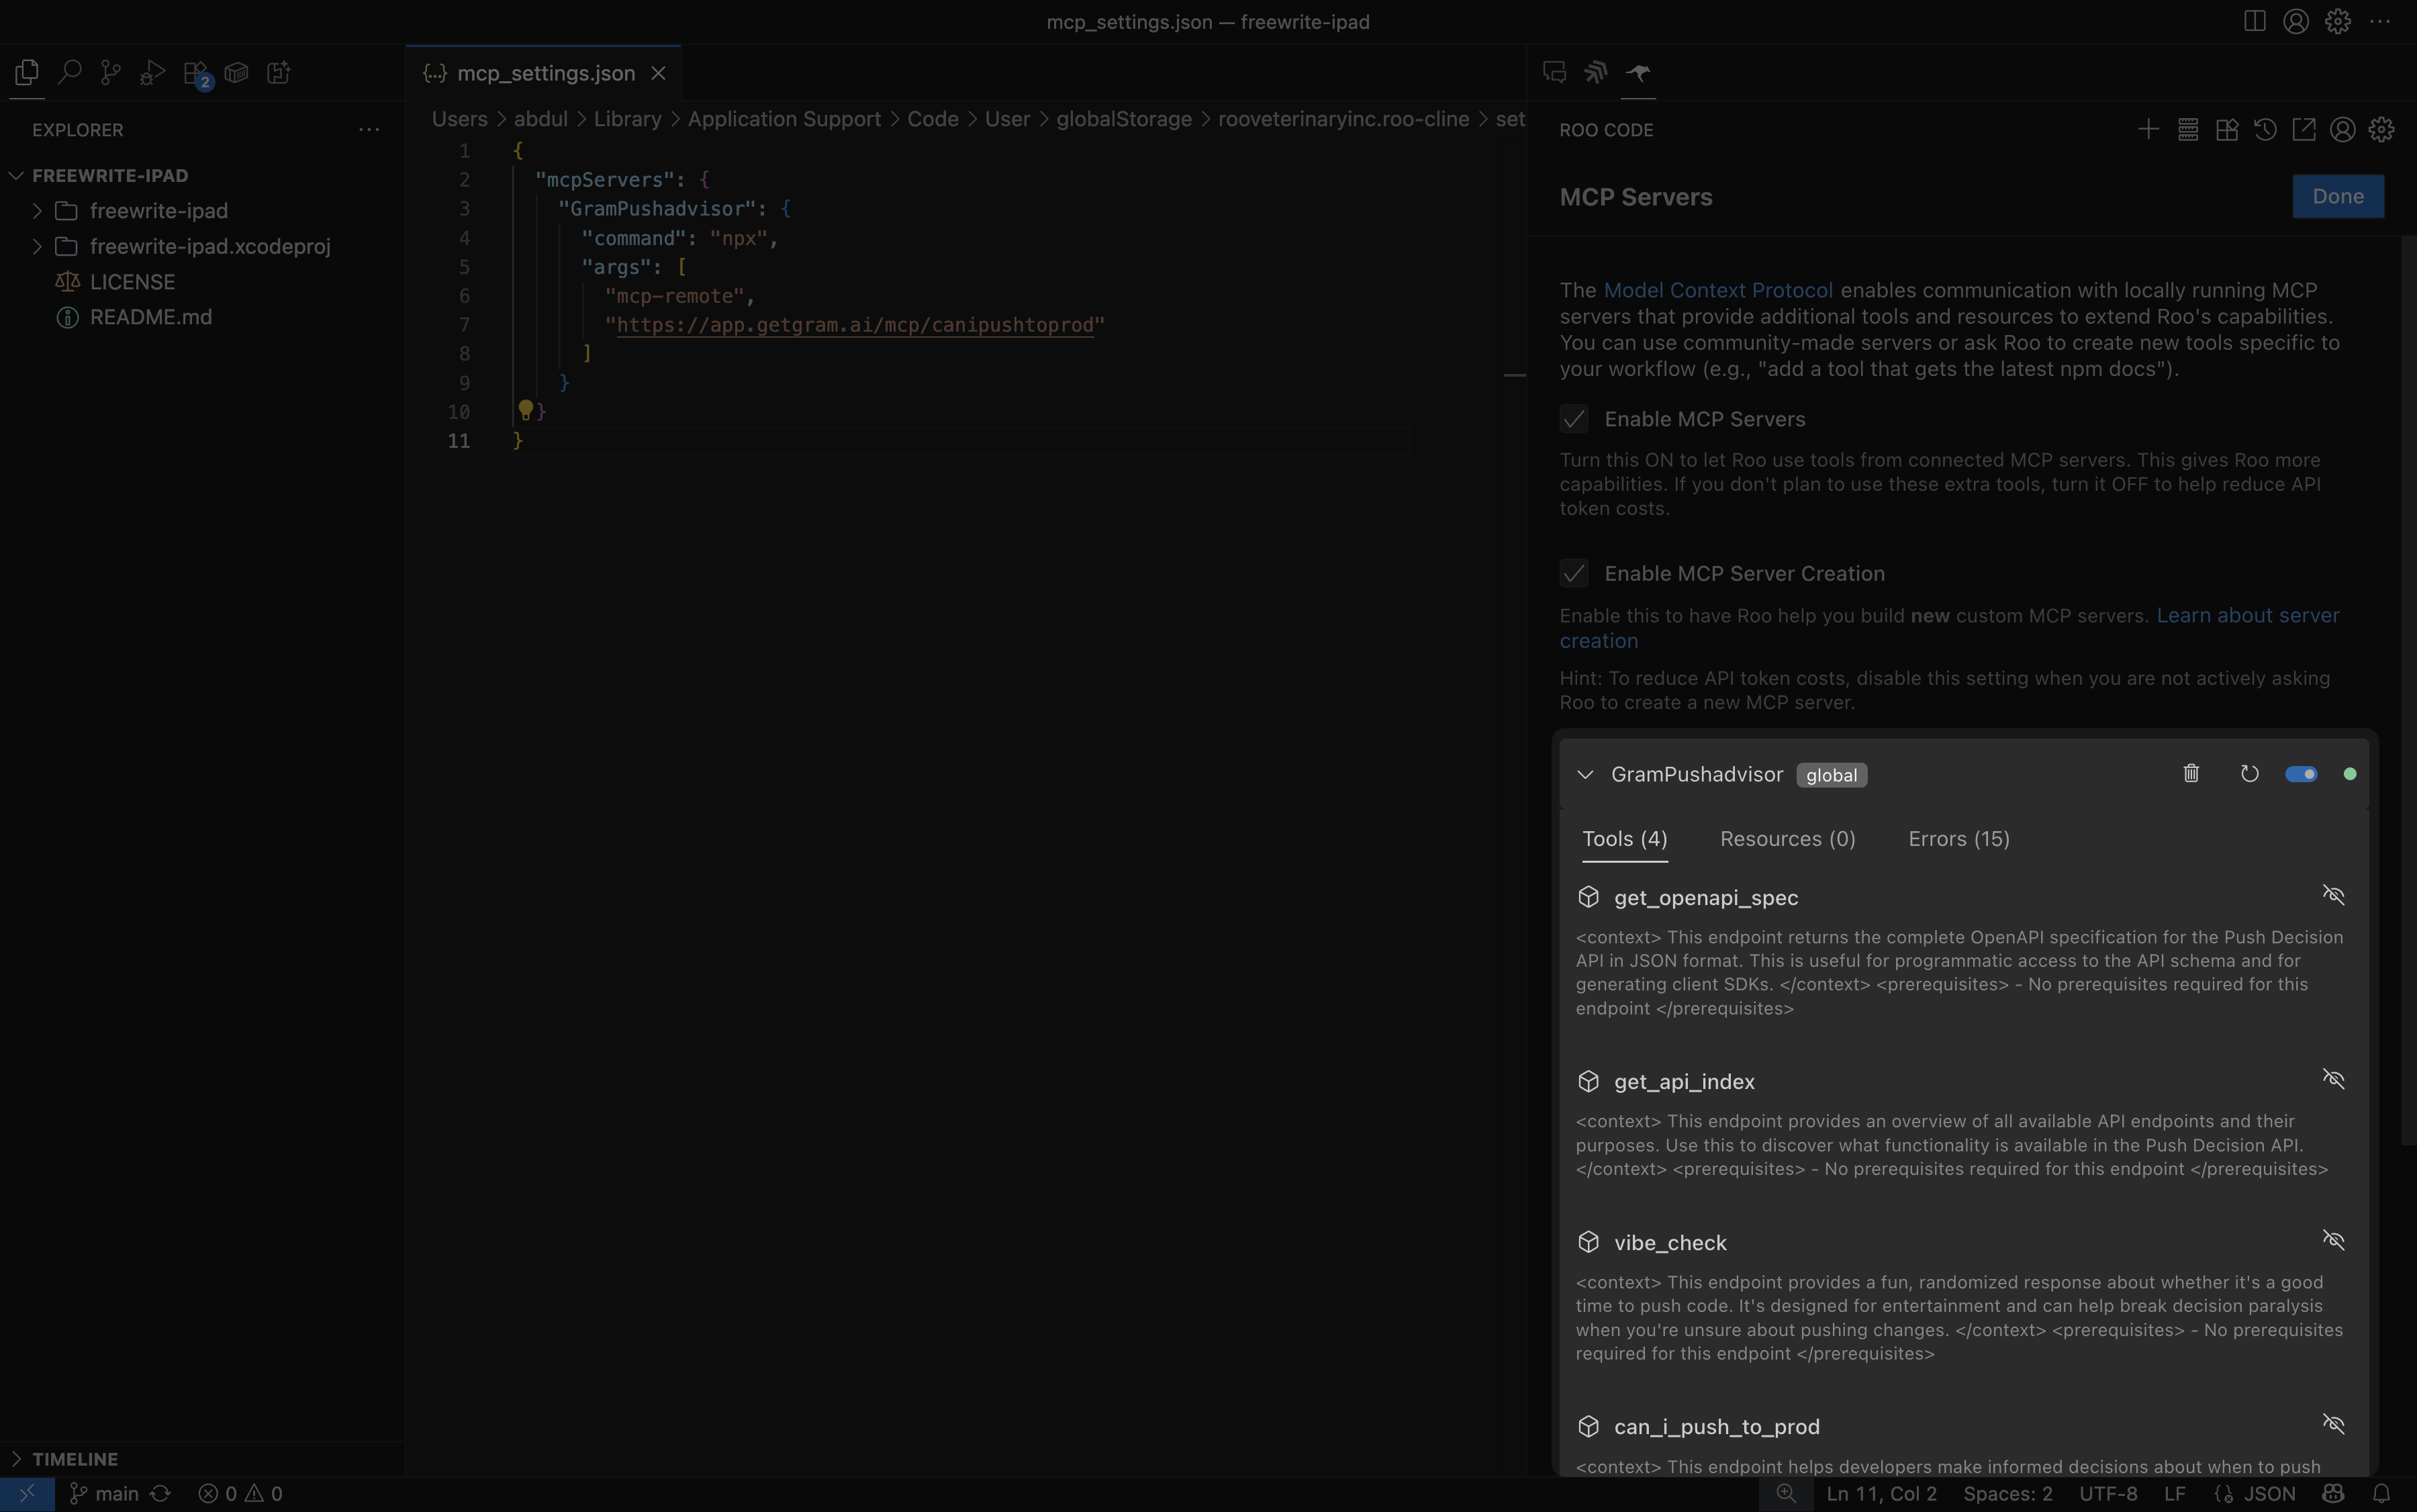 mcp_settings.json — freewrite-ipad
2
EXPLORER
FREEWRITE-IPAD
freewrite-ipad
freewrite-ipad.xcodeproj
LICENSE
README.md
TIMELINE
{...} mcp_settings.json
Users > abdul > Library > Application Support > Code > User > globalStorage > rooveterinaryinc.roo-cline > set
1 {
2 "mcpServers": {
3 "GramPushadvisor": {
4 "command": "npx",
5 "args": [
6 "mcp-remote",
7 "https://app.getgram.ai/mcp/canipushtoprod"
8 ]
9 }
10 }
11 }
ROO CODE
MCP Servers
Done
The Model Context Protocol enables communication with locally running MCP
servers that provide additional tools and resources to extend Roo's capabilities.
You can use community-made servers or ask Roo to create new tools specific to
your workflow (e.g., "add a tool that gets the latest npm docs").
Enable MCP Servers
Turn this ON to let Roo use tools from connected MCP servers. This gives Roo more
capabilities. If you don't plan to use these extra tools, turn it OFF to help reduce API
token costs.
Enable MCP Server Creation
Enable this to have Roo help you build new custom MCP servers. Learn about server
creation
Hint: To reduce API token costs, disable this setting when you are not actively asking
Roo to create a new MCP server.
GramPushadvisor global
Tools (4) Resources (0) Errors (15)
get_openapi_spec
<context> This endpoint returns the complete OpenAPI specification for the Push Decision
API in JSON format. This is useful for programmatic access to the API schema and for
generating client SDKs. </context> <prerequisites> - No prerequisites required for this
endpoint </prerequisites>
get_api_index
<context> This endpoint provides an overview of all available API endpoints and their
purposes. Use this to discover what functionality is available in the Push Decision API.
</context> <prerequisites> - No prerequisites required for this endpoint </prerequisites>
vibe_check
<context> This endpoint provides a fun, randomized response about whether it's a good
time to push code. It's designed for entertainment and can help break decision paralysis
when you're unsure about pushing changes. </context> <prerequisites> - No prerequisites
required for this endpoint </prerequisites>
can_i_push_to_prod
<context> This endpoint helps developers make informed decisions about when to push
main 0 0
Ln 11, Col 2 Spaces: 2 UTF-8 LF JSON